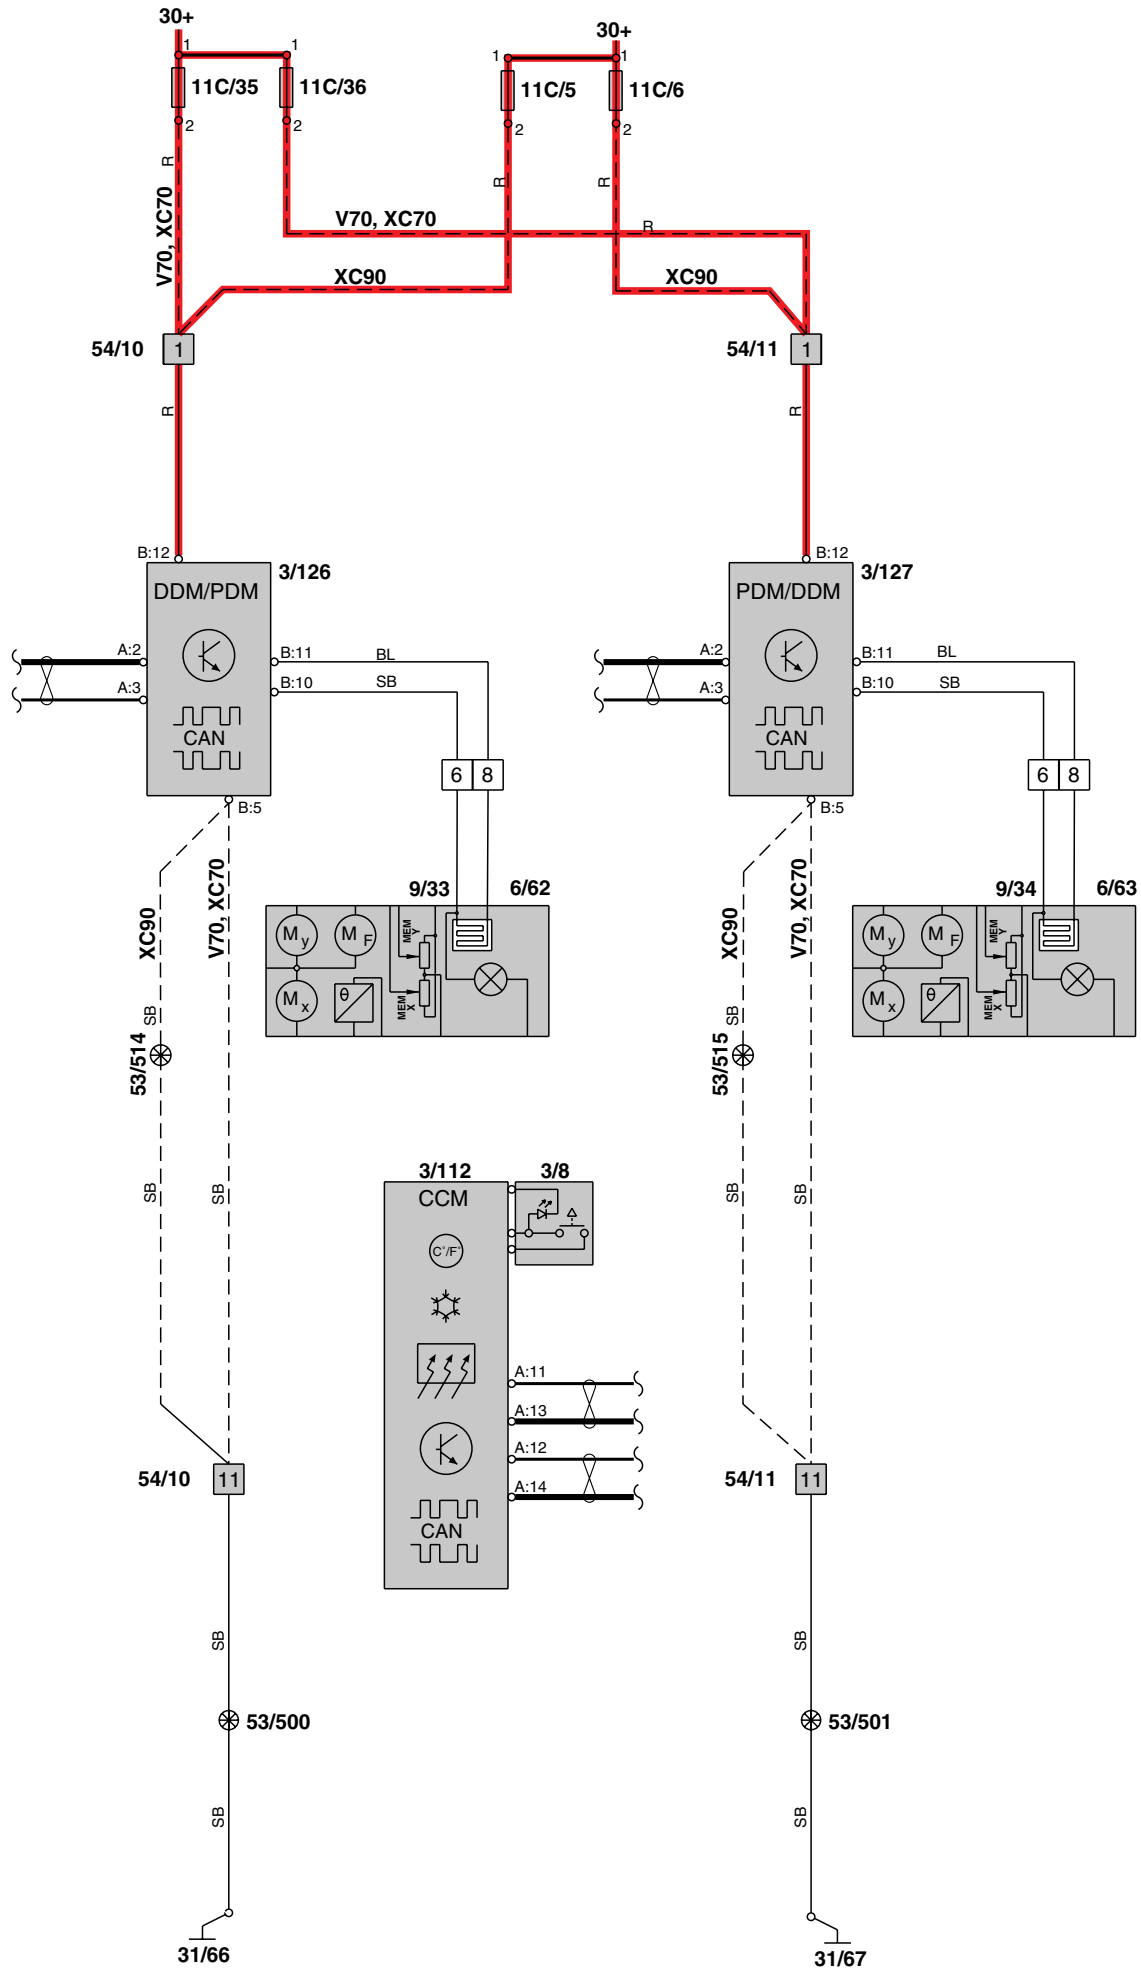 30+
30+
1
1
1
1
11C/35
11C/36
11C/5
11C/6
2
2
2
2
R
R
R
V70, XC70
V70, XC70
R
XC90
XC90
54/10
1
54/11
1
R
R
B:12
B:12
DDM/PDM
3/126
PDM/DDM
3/127
A:2
B:11
BL
A:2
B:11
BL
A:3
B:10
SB
A:3
B:10
SB
CAN
CAN
6
8
6
8
B:5
B:5
XC90
V70, XC70
9/33
6/62
XC90
V70, XC70
9/34
6/63
My
MF
MEM
Y
My
MF
MEM
Y
Mx
θ
MEM
X
Mx
θ
MEM
X
SB
SB
53/514
53/515
SB
SB
3/112
3/8
SB
SB
CCM
C°/F°
A:11
A:13
A:12
A:14
CAN
54/10
11
54/11
11
SB
SB
53/500
53/501
SB
SB
31/66
31/67